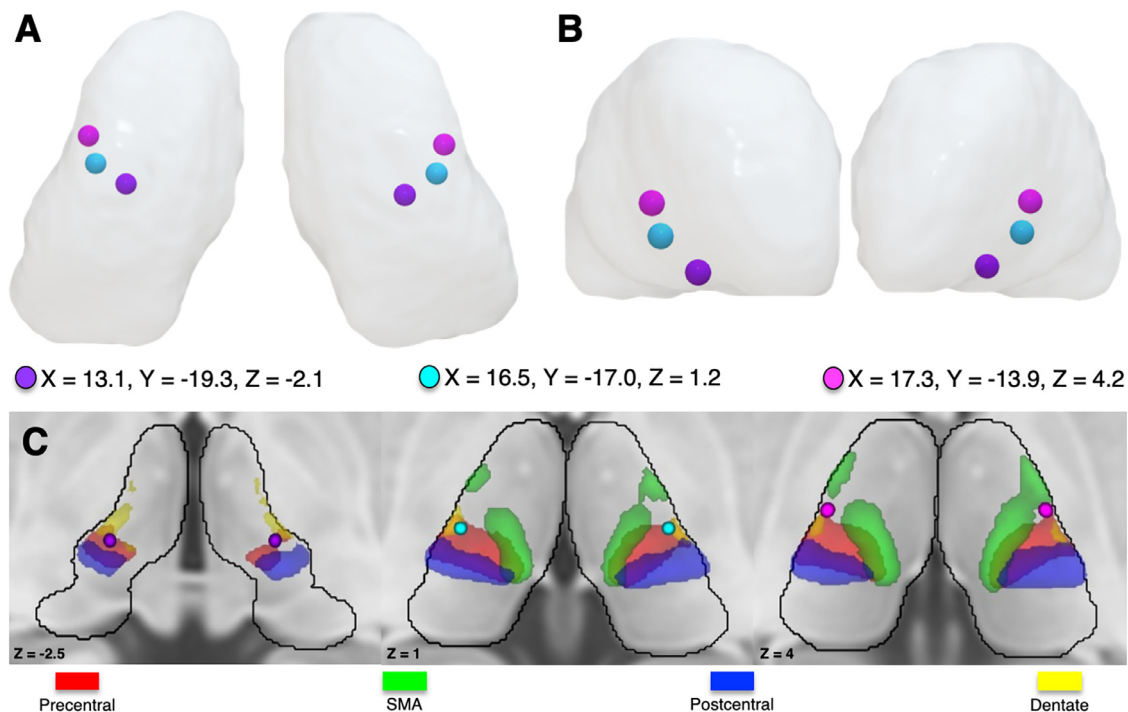 A
B
X = 13.1, Y = -19.3, Z = -2.1
X = 16.5, Y = -17.0, Z = 1.2
X = 17.3, Y = -13.9, Z = 4.2
C
Z = -2.5
Z = 1
Z = 4
Precentral
SMA
Postcentral
Dentate